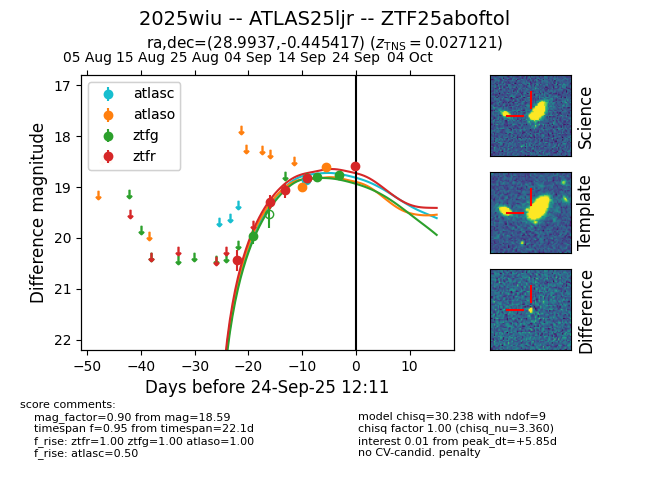 2025wiu -- ATLAS25ljr -- ZTF25aboftol
ra,dec=(28.9937,-0.445417) (z_TNS = 0.027121)
05 Aug 15 Aug 25 Aug 04 Sep 14 Sep 24 Sep 04 Oct
atlasc
atlaso
ztfg
ztfr
17
18
19
20
21
22
Difference magnitude
−50 −40 −30 −20 −10 0 10
Days before 24-Sep-25 12:11
Science
Template
Difference
score comments:
mag_factor=0.90 from mag=18.59
timespan f=0.95 from timespan=22.1d
f_rise: ztfr=1.00 ztfg=1.00 atlaso=1.00
f_rise: atlasc=0.50
model chisq=30.238 with ndof=9
chisq factor 1.00 (chisq_nu=3.360)
interest 0.01 from peak_dt=+5.85d
no CV-candid. penalty